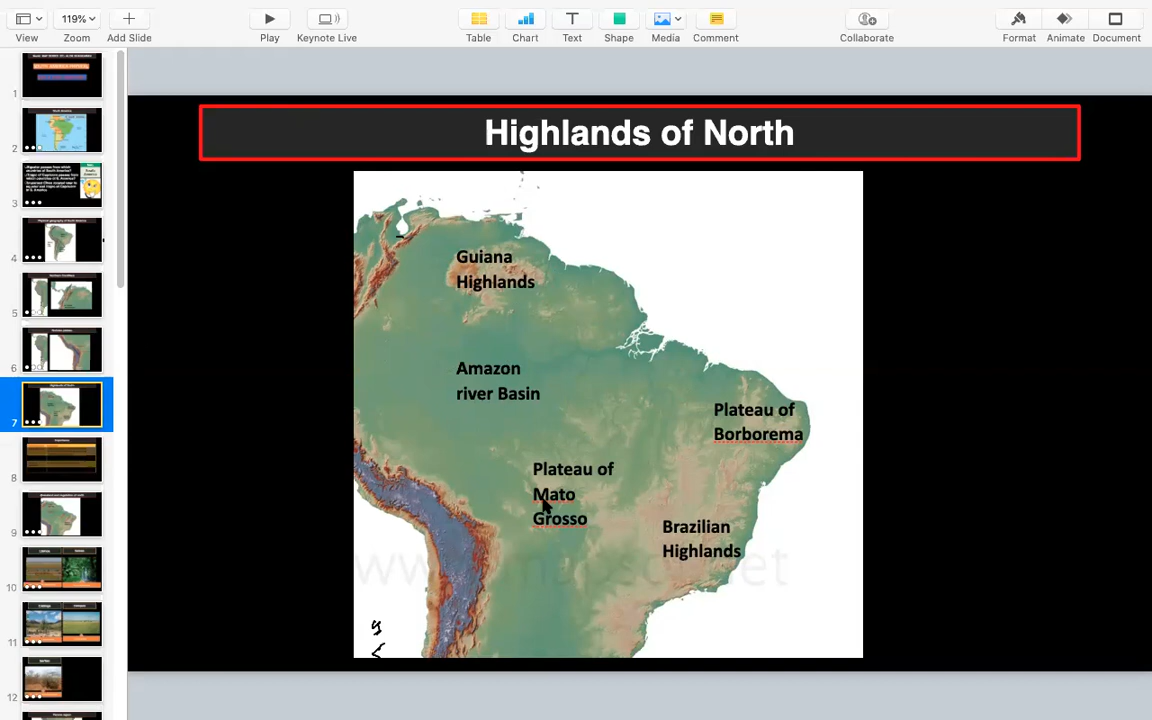 119%
View
Zoom
Add Slide
Play
Keynote Live
Table
Chart
Text
Shape
Media
Comment
Collaborate
Format
Animate
Document
1
2
3
4
5
6
7
8
9
10
11
12
Highlands of North
Guiana
Highlands
Amazon
river Basin
Plateau of
Borborema
Plateau of
Mato
Grosso
Brazilian
Highlands